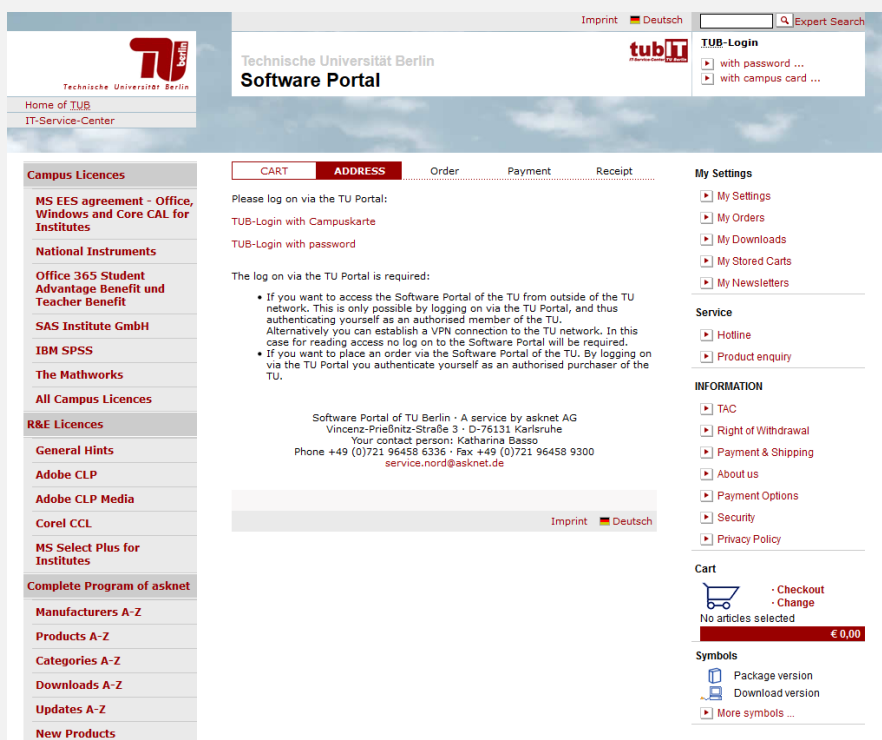 Imprint Deutsch
Expert Search
TU berlin
Technische Universität Berlin
Home of TUB
IT-Service-Center
Technische Universität Berlin
Software Portal
tubIT
IT-Service-Center TU Berlin
TUB-Login
with password ...
with campus card ...
Campus Licences
MS EES agreement - Office,
Windows and Core CAL for
Institutes
National Instruments
Office 365 Student
Advantage Benefit und
Teacher Benefit
SAS Institute GmbH
IBM SPSS
The Mathworks
All Campus Licences
R&E Licences
General Hints
Adobe CLP
Adobe CLP Media
Corel CCL
MS Select Plus for
Institutes
Complete Program of asknet
Manufacturers A-Z
Products A-Z
Categories A-Z
Downloads A-Z
Updates A-Z
New Products
CART ADDRESS Order Payment Receipt
Please log on via the TU Portal:
TUB-Login with Campuskarte
TUB-Login with password
The log on via the TU Portal is required:
• If you want to access the Software Portal of the TU from outside of the TU
network. This is only possible by logging on via the TU Portal, and thus
authenticating yourself as an authorised member of the TU.
Alternatively you can establish a VPN connection to the TU network. In this
case for reading access no log on to the Software Portal will be required.
• If you want to place an order via the Software Portal of the TU. By logging on
via the TU Portal you authenticate yourself as an authorised purchaser of the
TU.
Software Portal of TU Berlin · A service by asknet AG
Vincenz-Prießnitz-Straße 3 · D-76131 Karlsruhe
Your contact person: Katharina Basso
Phone +49 (0)721 96458 6336 · Fax +49 (0)721 96458 9300
service.nord@asknet.de
Imprint Deutsch
My Settings
My Settings
My Orders
My Downloads
My Stored Carts
My Newsletters
Service
Hotline
Product enquiry
INFORMATION
TAC
Right of Withdrawal
Payment & Shipping
About us
Payment Options
Security
Privacy Policy
Cart
· Checkout
· Change
No articles selected
€ 0,00
Symbols
Package version
Download version
More symbols ...